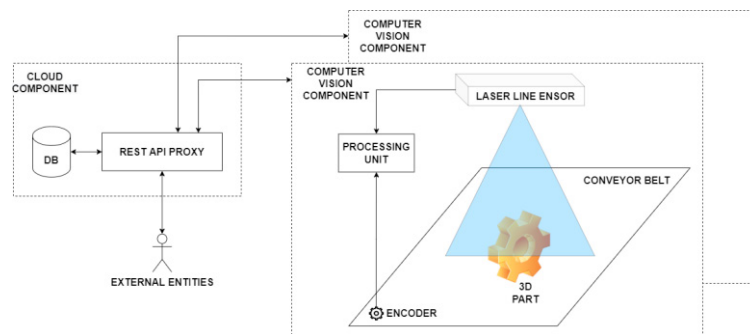 COMPUTER
VISION
COMPONENT
CLOUD
COMPONENT
COMPUTER
VISION
COMPONENT
LASER LINE ENSOR
DB
REST API PROXY
PROCESSING
UNIT
CONVEYOR BELT
EXTERNAL ENTITIES
3D
PART
ENCODER